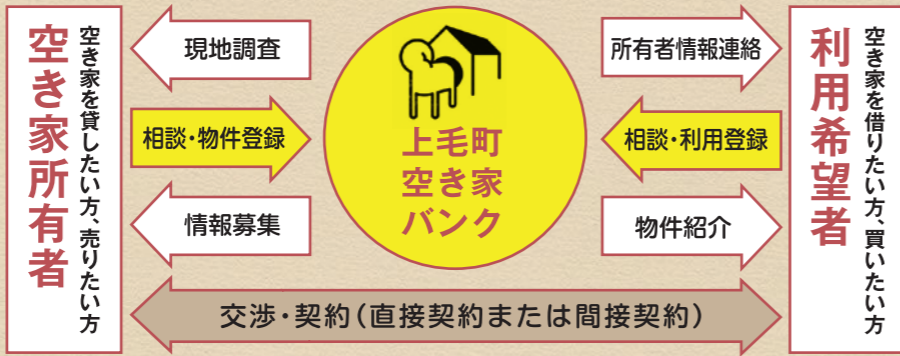 空き家を貸したい方、売りたい方
空き家所有者
現地調査
相談・物件登録
情報募集
上毛町
空き家
バンク
所有者情報連絡
相談・利用登録
物件紹介
空き家を借りたい方、買いたい方
利用希望者
交渉・契約（直接契約または間接契約）